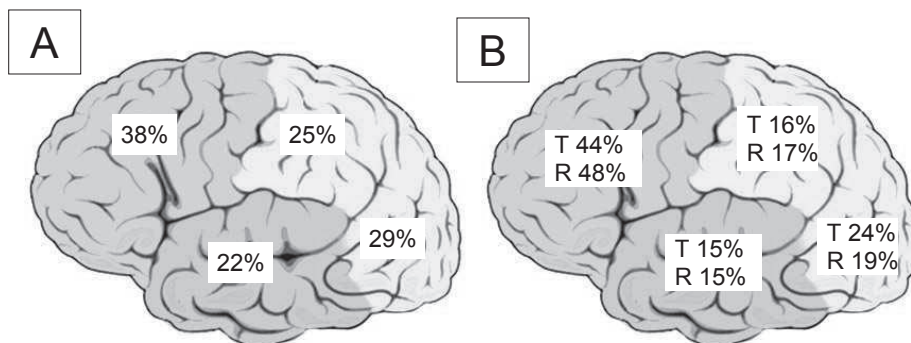 A
B
38%
25%
29%
22%
T 44%
R 48%
T 16%
R 17%
T 24%
R 19%
T 15%
R 15%